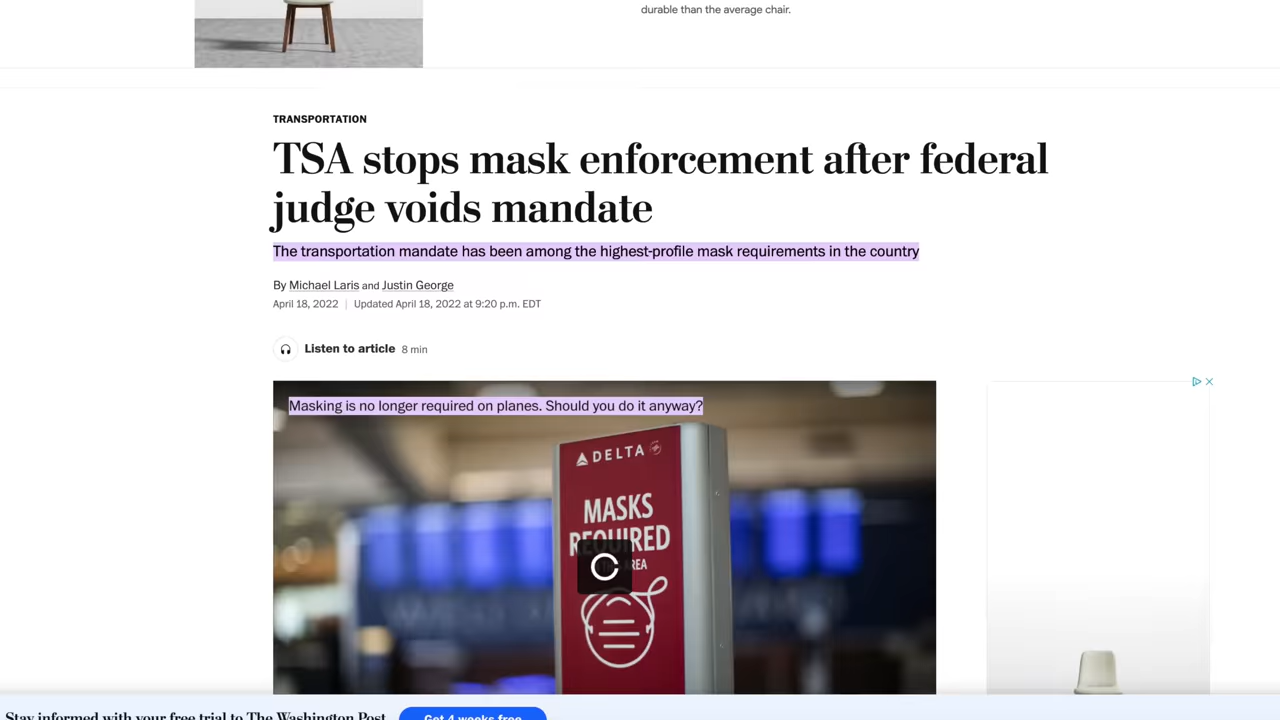 durable than the average chair.
TRANSPORTATION
TSA stops mask enforcement after federal
judge voids mandate
The transportation mandate has been among the highest-profile mask requirements in the country
By Michael Laris and Justin George
April 18, 2022 | Updated April 18, 2022 at 9:20 p.m. EDT
Listen to article 8 min
Masking is no longer required on planes. Should you do it anyway?
DELTA
MASKS
REQUIRED
AREA
Stay informed with your free trial to The Washington Post
Get 4 weeks free